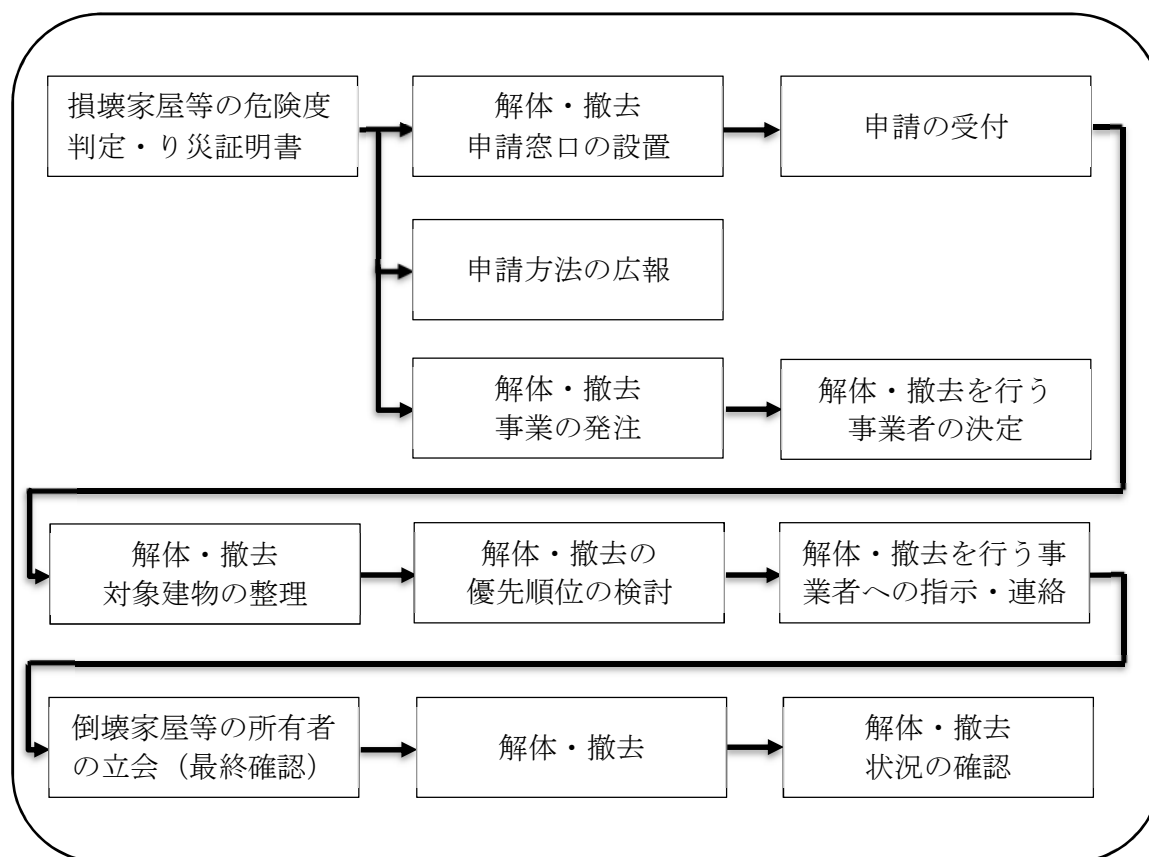 損壊家屋等の危険度
判定・り災証明書
解体・撤去
申請窓口の設置
申請の受付
申請方法の広報
解体・撤去
事業の発注
解体・撤去を行う
事業者の決定
解体・撤去
対象建物の整理
解体・撤去の
優先順位の検討
解体・撤去を行う事
業者への指示・連絡
倒壊家屋等の所有者
の立会（最終確認）
解体・撤去
解体・撤去
状況の確認